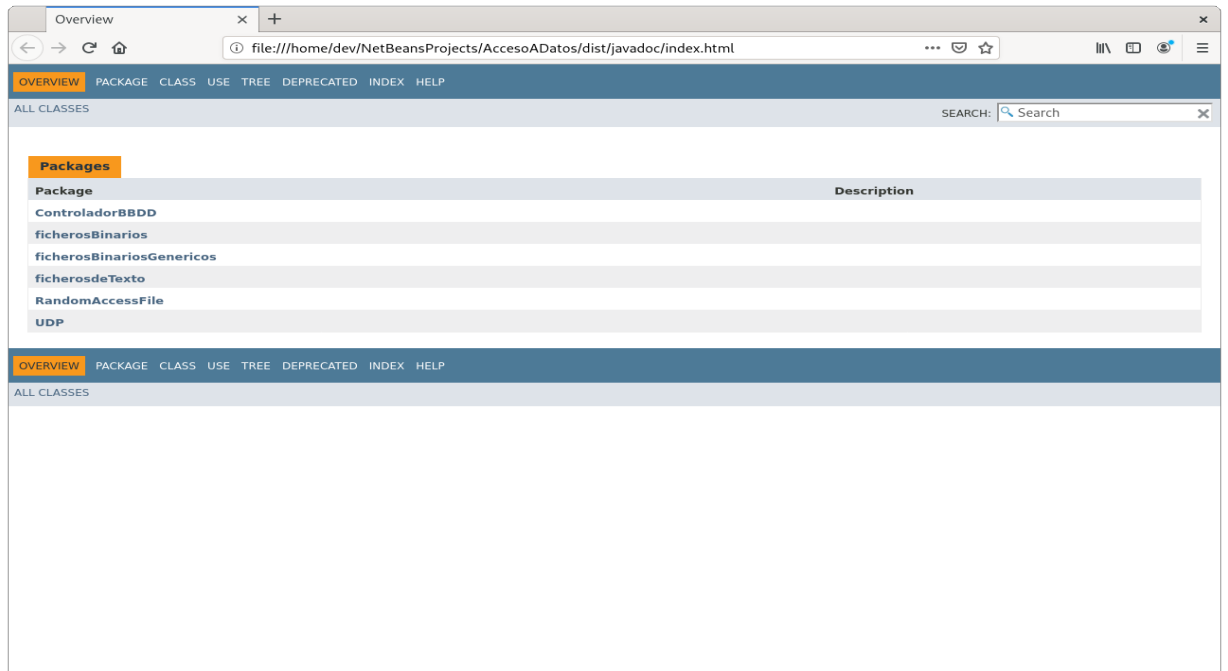 Overview
file:///home/dev/NetBeansProjects/AccesoADatos/dist/javadoc/index.html
OVERVIEW PACKAGE CLASS USE TREE DEPRECATED INDEX HELP
ALL CLASSES
SEARCH: Search
Packages
Package Description
ControladorBBDD
ficherosBinarios
ficherosBinariosGenericos
ficherosdeTexto
RandomAccessFile
UDP
OVERVIEW PACKAGE CLASS USE TREE DEPRECATED INDEX HELP
ALL CLASSES